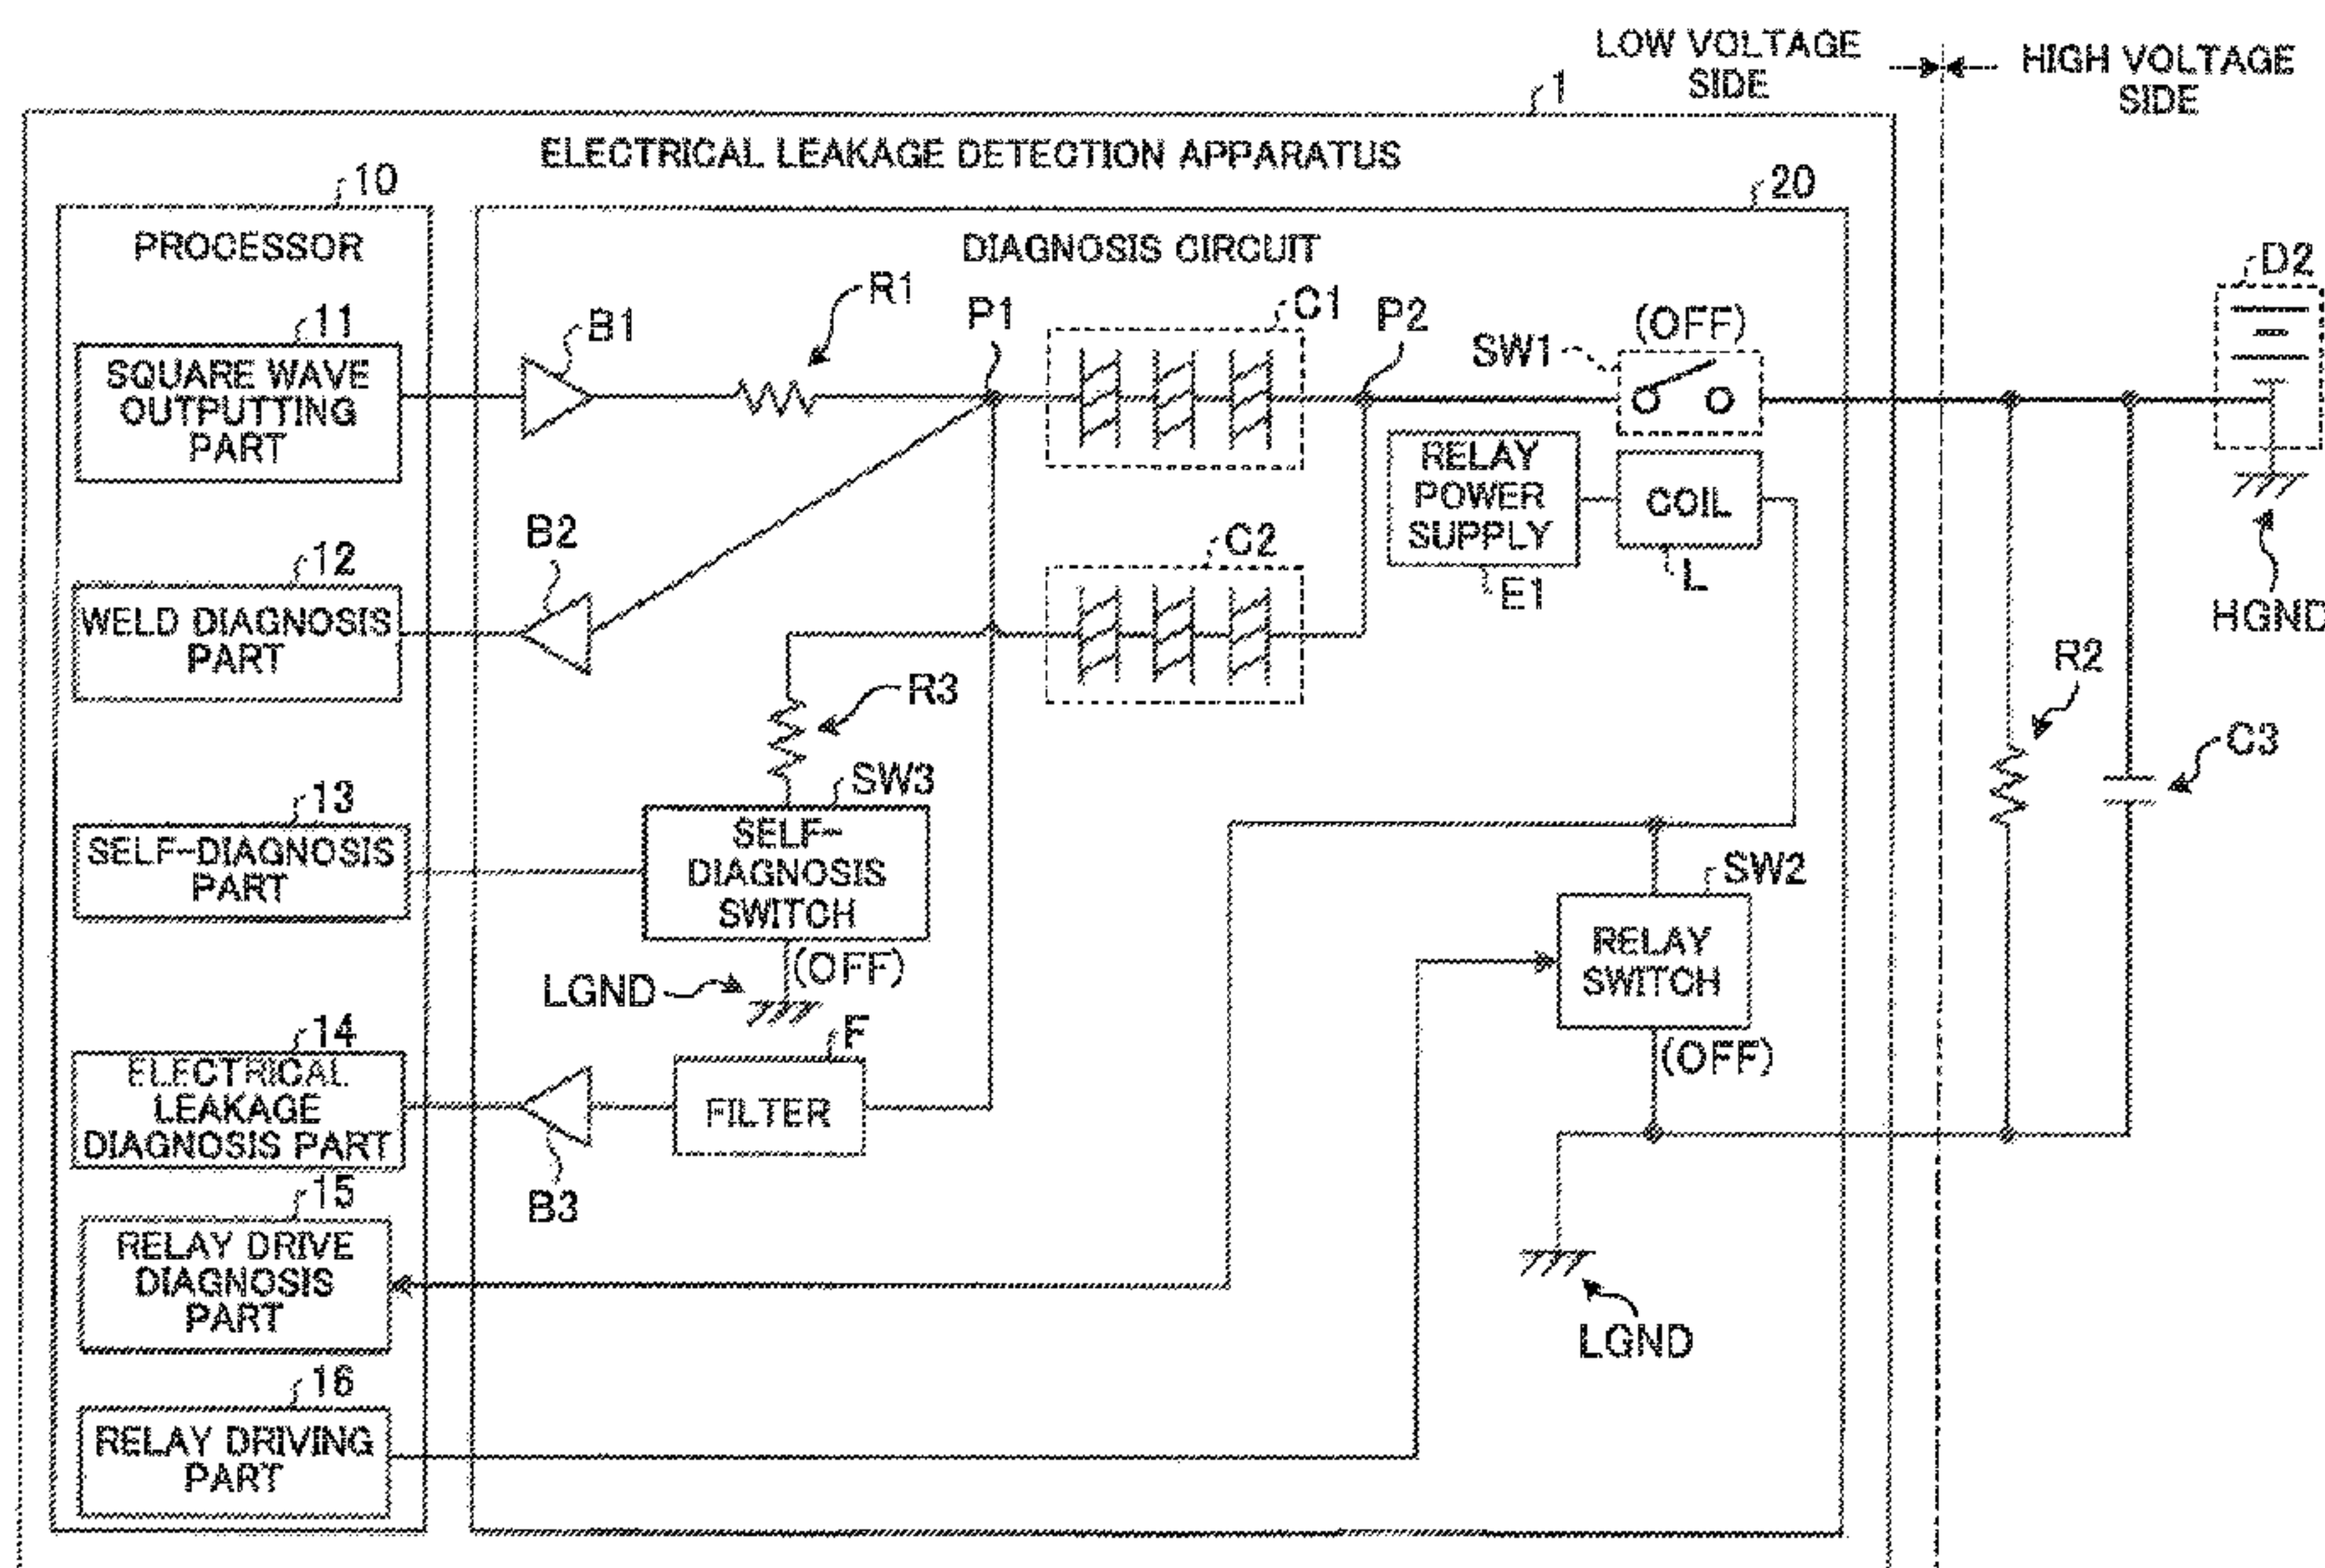 LOW VOLTAGE
SIDE
HIGH VOLTAGE
SIDE
1
ELECTRICAL LEAKAGE DETECTION APPARATUS
10
20
PROCESSOR
DIAGNOSIS CIRCUIT
D2
11
B1
R1
P1
C1
P2
SW1
(OFF)
SQUARE WAVE
OUTPUTTING
PART
RELAY
POWER
SUPPLY
COIL
E1
L
HGND
12
B2
C2
WELD DIAGNOSIS
PART
R3
R2
C3
13
SW3
SELF-DIAGNOSIS
PART
SELF-
DIAGNOSIS
SWITCH
(OFF)
LGND
SW2
RELAY
SWITCH
(OFF)
14
F
ELECTRICAL
LEAKAGE
DIAGNOSIS PART
FILTER
B3
15
RELAY DRIVE
DIAGNOSIS
PART
LGND
16
RELAY DRIVING
PART